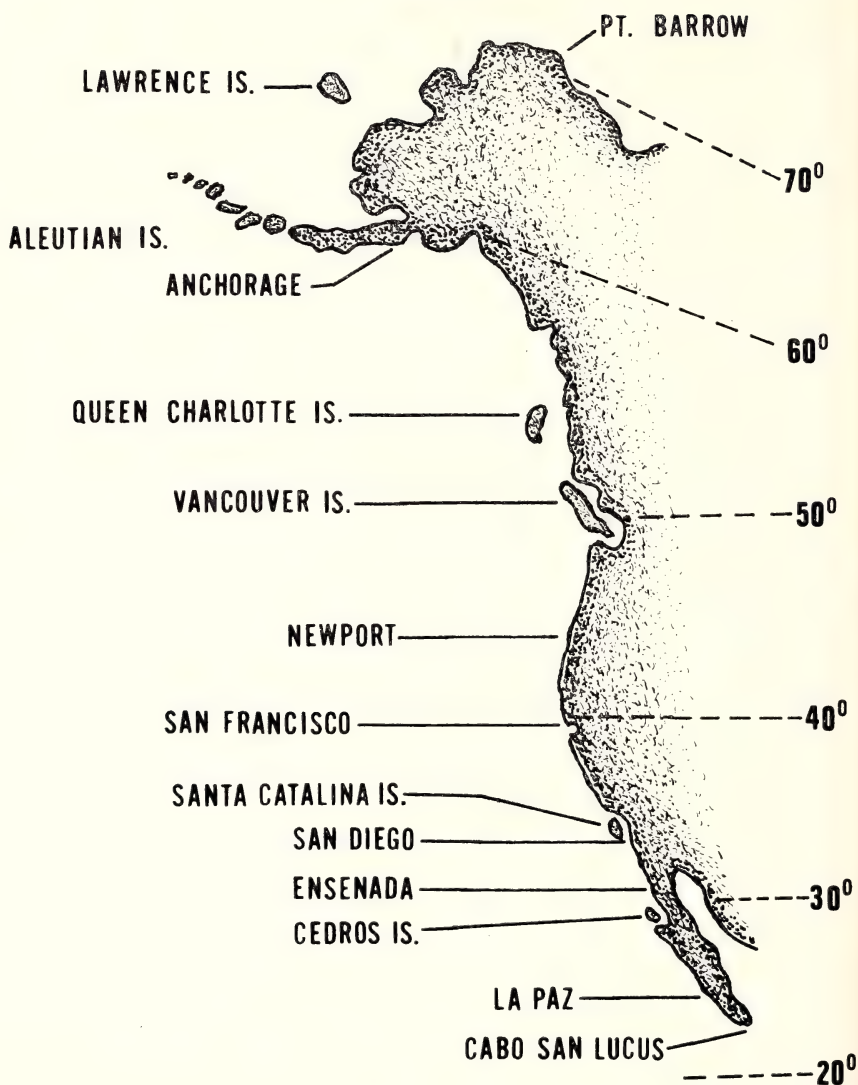 PT. BARROW
LAWRENCE IS.
70⁰
ALEUTIAN IS.
ANCHORAGE
60⁰
QUEEN CHARLOTTE IS.
VANCOUVER IS.
50⁰
NEWPORT
SAN FRANCISCO
40⁰
SANTA CATALINA IS.
SAN DIEGO
ENSENADA
30⁰
CEDROS IS.
LA PAZ
CABO SAN LUCUS
20⁰